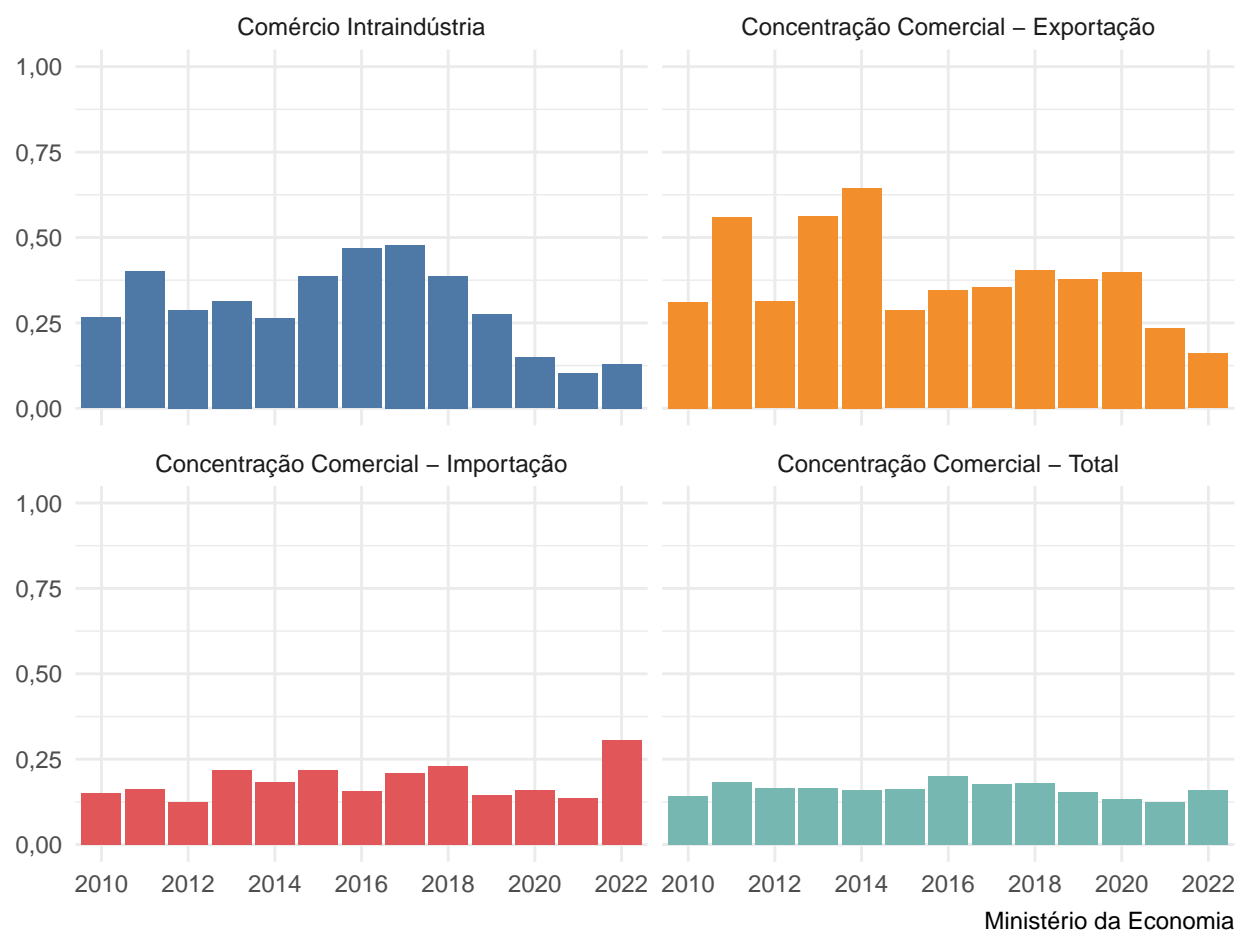 Comércio Intraindústria
Concentração Comercial – Exportação
1,00
0,75
0,50
0,25
0,00
Concentração Comercial – Importação
Concentração Comercial – Total
1,00
0,75
0,50
0,25
0,00
2010 2012 2014 2016 2018 2020 2022
2010 2012 2014 2016 2018 2020 2022
Ministério da Economia